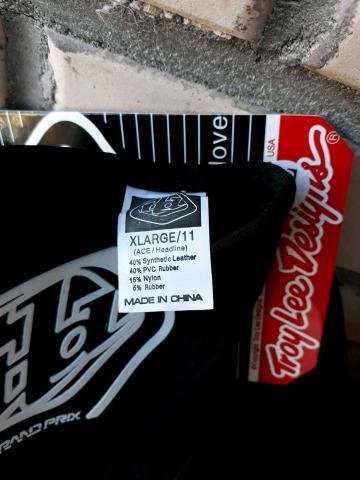 love
USA
Troy Lee Designs®
XLARGE/11
(ACE / Headline)
40% Synthetic Leather
40% PVC Rubber
15% Nylon
5% Rubber
MADE IN CHINA
GRAND PRIX